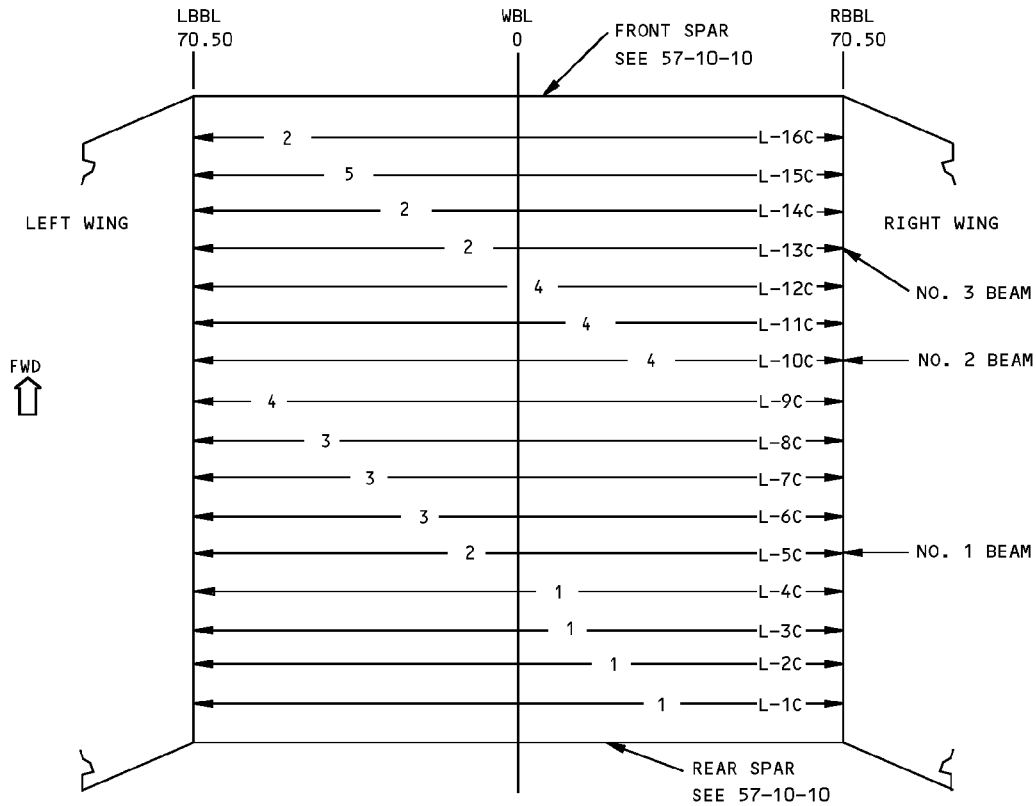 LBBL
70.50
WBL
0
RBBL
70.50
FRONT SPAR
SEE 57-10-10
2 L-16C
5 L-15C
2 L-14C
LEFT WING
RIGHT WING
2 L-13C
4 L-12C
NO. 3 BEAM
4 L-11C
FWD
4 L-10C
NO. 2 BEAM
4 L-9C
3 L-8C
3 L-7C
3 L-6C
2 L-5C
NO. 1 BEAM
1 L-4C
1 L-3C
1 L-2C
1 L-1C
REAR SPAR
SEE 57-10-10